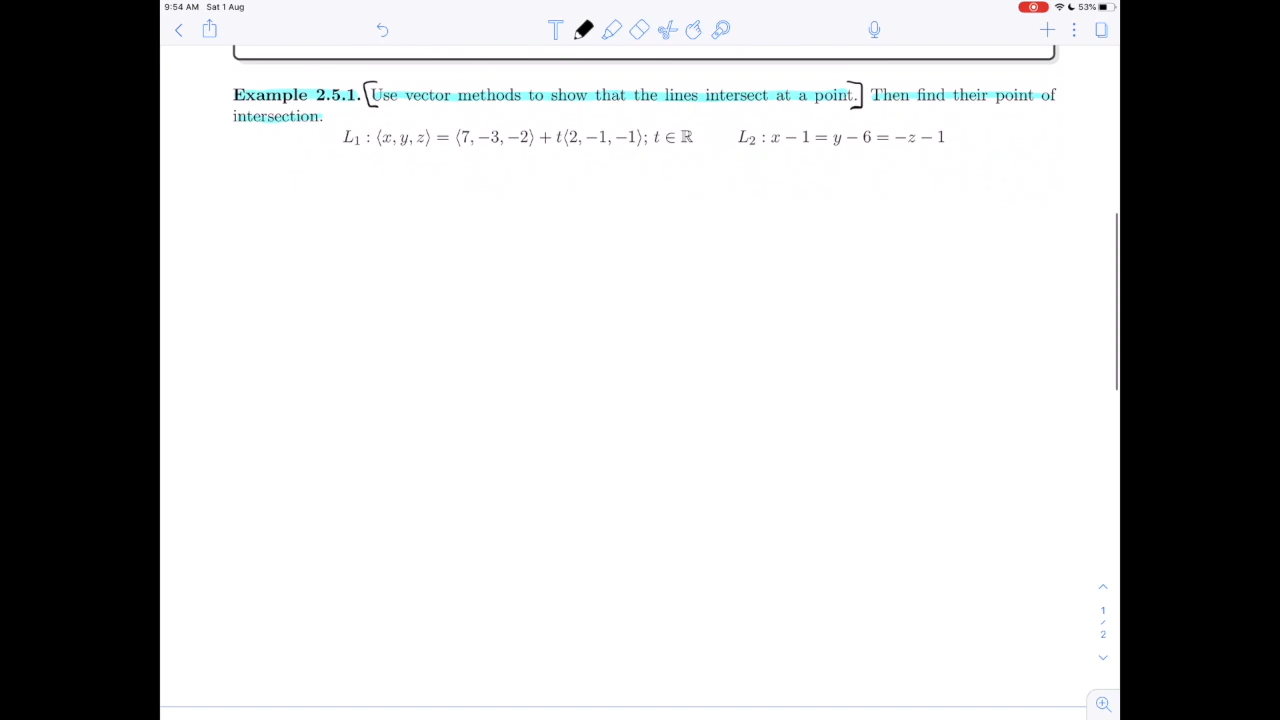 9:54 AM Sat 1 Aug 53%
T
Example 2.5.1. [Use vector methods to show that the lines intersect at a point.] Then find their point of
intersection.
L₁ : ⟨x, y, z⟩ = ⟨7, −3, −2⟩ + t⟨2, −1, −1⟩; t ∈ ℝ L₂ : x − 1 = y − 6 = −z − 1
1
/
2